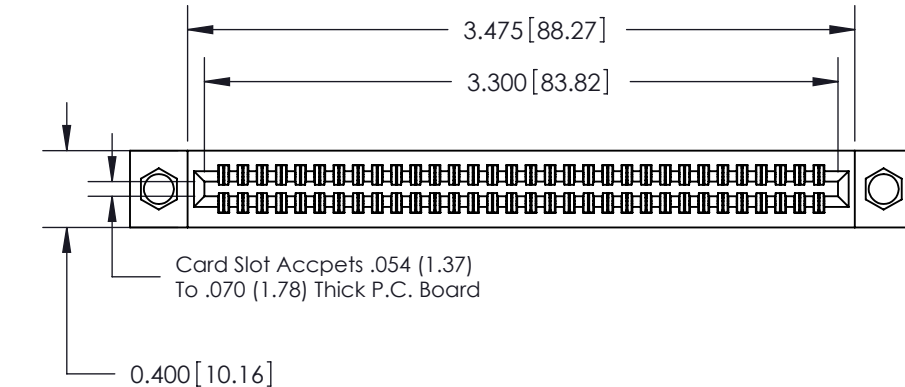 3.475[88.27]
3.300[83.82]
Card Slot Accpets .054 (1.37)
To .070 (1.78) Thick P.C. Board
0.400[10.16]